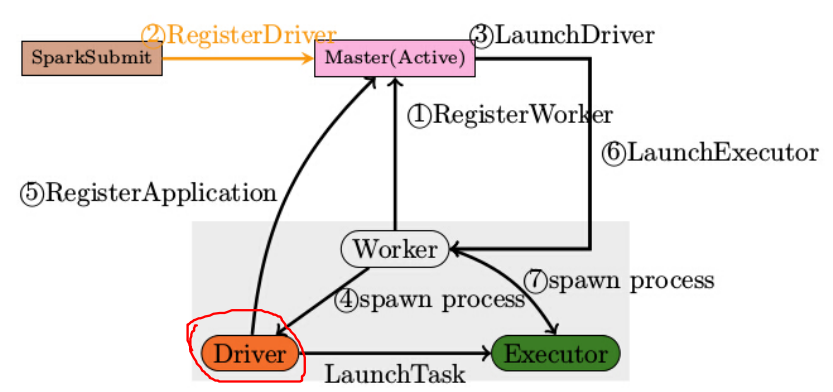 ②RegisterDriver
③LaunchDriver
SparkSubmit
Master(Active)
①RegisterWorker
⑥LaunchExecutor
⑤RegisterApplication
Worker
⑦spawn process
④spawn process
Driver
Executor
LaunchTask